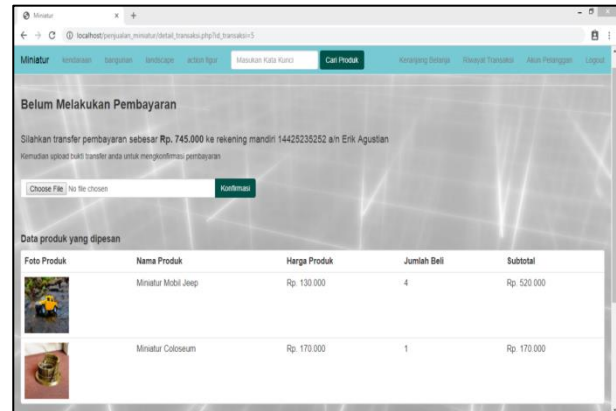 Miniatur
localhost/penjualan_miniatur/detail_transaksi.php?id_transaksi=5
Miniatur kendaraan bangunan landscape action figur Masukan Kata Kunci Cari Produk Keranjang Belanja Riwayat Transaksi Akun Pelanggan Logout
Belum Melakukan Pembayaran
Silahkan transfer pembayaran sebesar Rp. 745.000 ke rekening mandiri 14425235252 a/n Erik Agustian
Kemudian upload bukti transfer anda untuk mengkonfirmasi pembayaran
Choose File No file chosen Konfirmasi
Data produk yang dipesan
Foto Produk Nama Produk Harga Produk Jumlah Beli Subtotal
Miniatur Mobil Jeep Rp. 130.000 4 Rp. 520.000
Miniatur Coloseum Rp. 170.000 1 Rp. 170.000